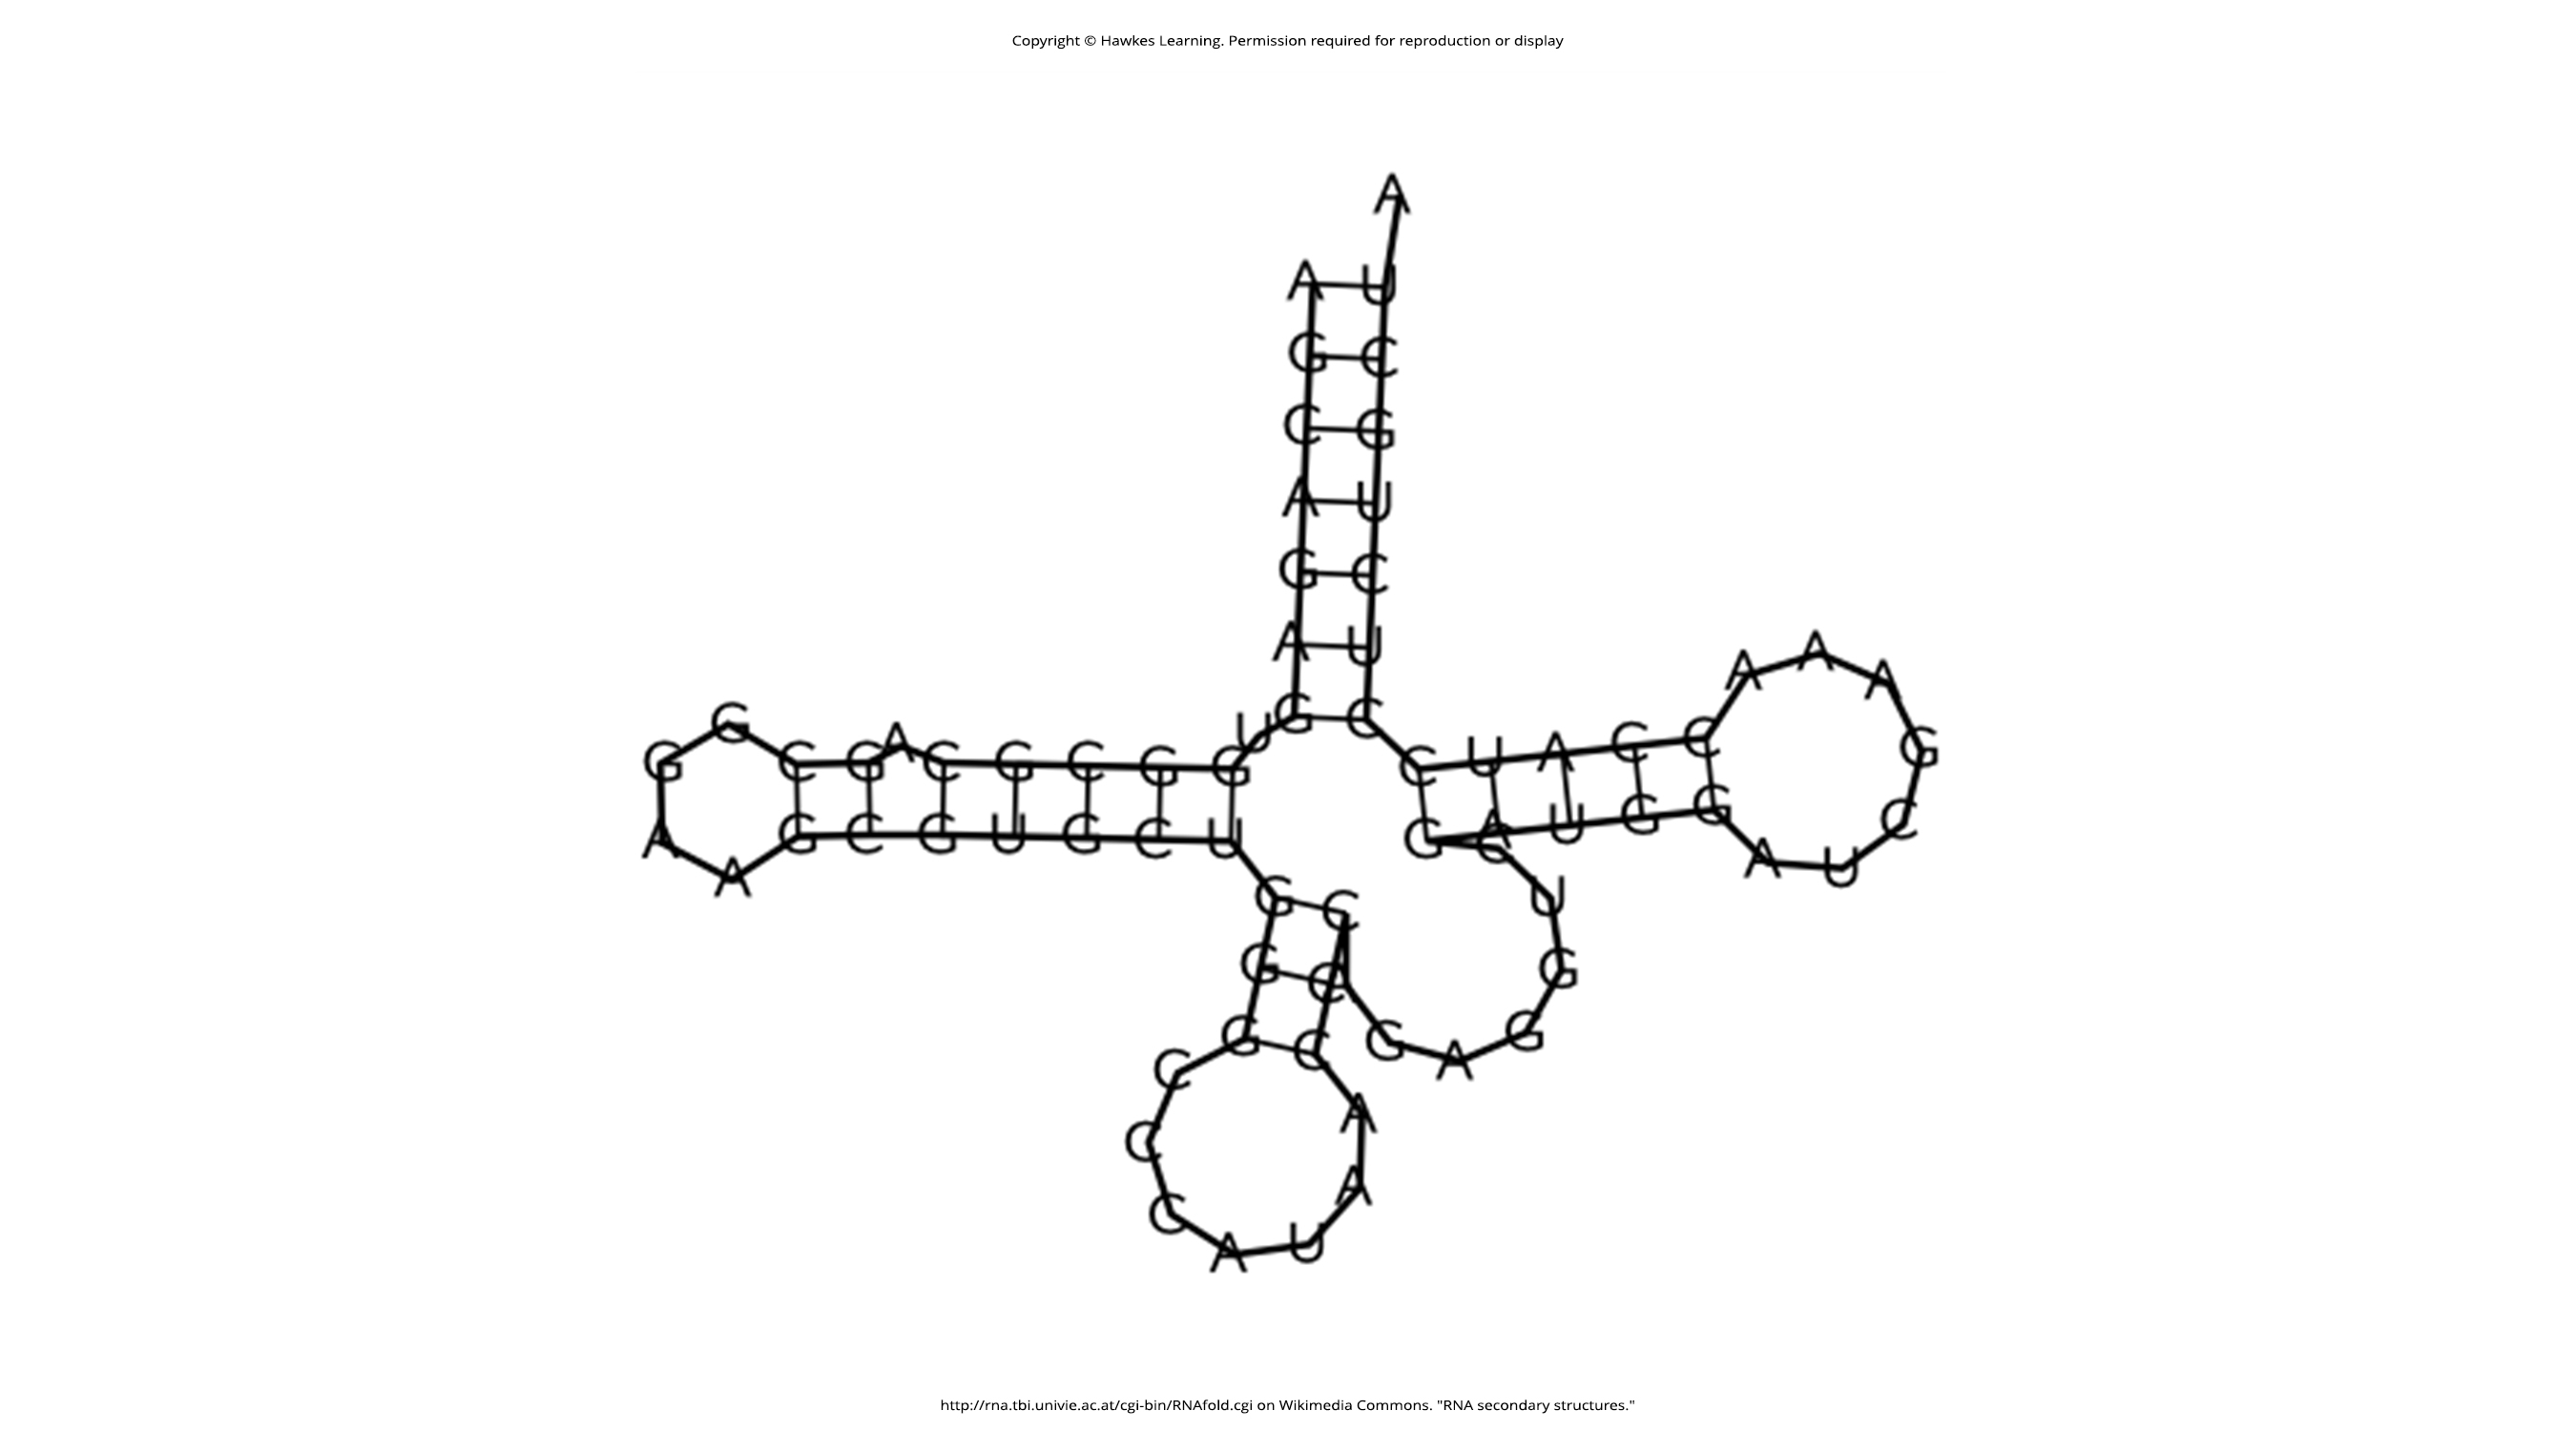 Copyright © Hawkes Learning. Permission required for reproduction or display
A
A U
G C
C G
A U
G C
A U
U G C
G G C G A C G C G G
C U A C C A A A G
A A G C G U G C U
G A U G G A U C
C U G G A G A
G C
G C
G C
C C C A U A A
http://rna.tbi.univie.ac.at/cgi-bin/RNAfold.cgi on Wikimedia Commons. "RNA secondary structures."